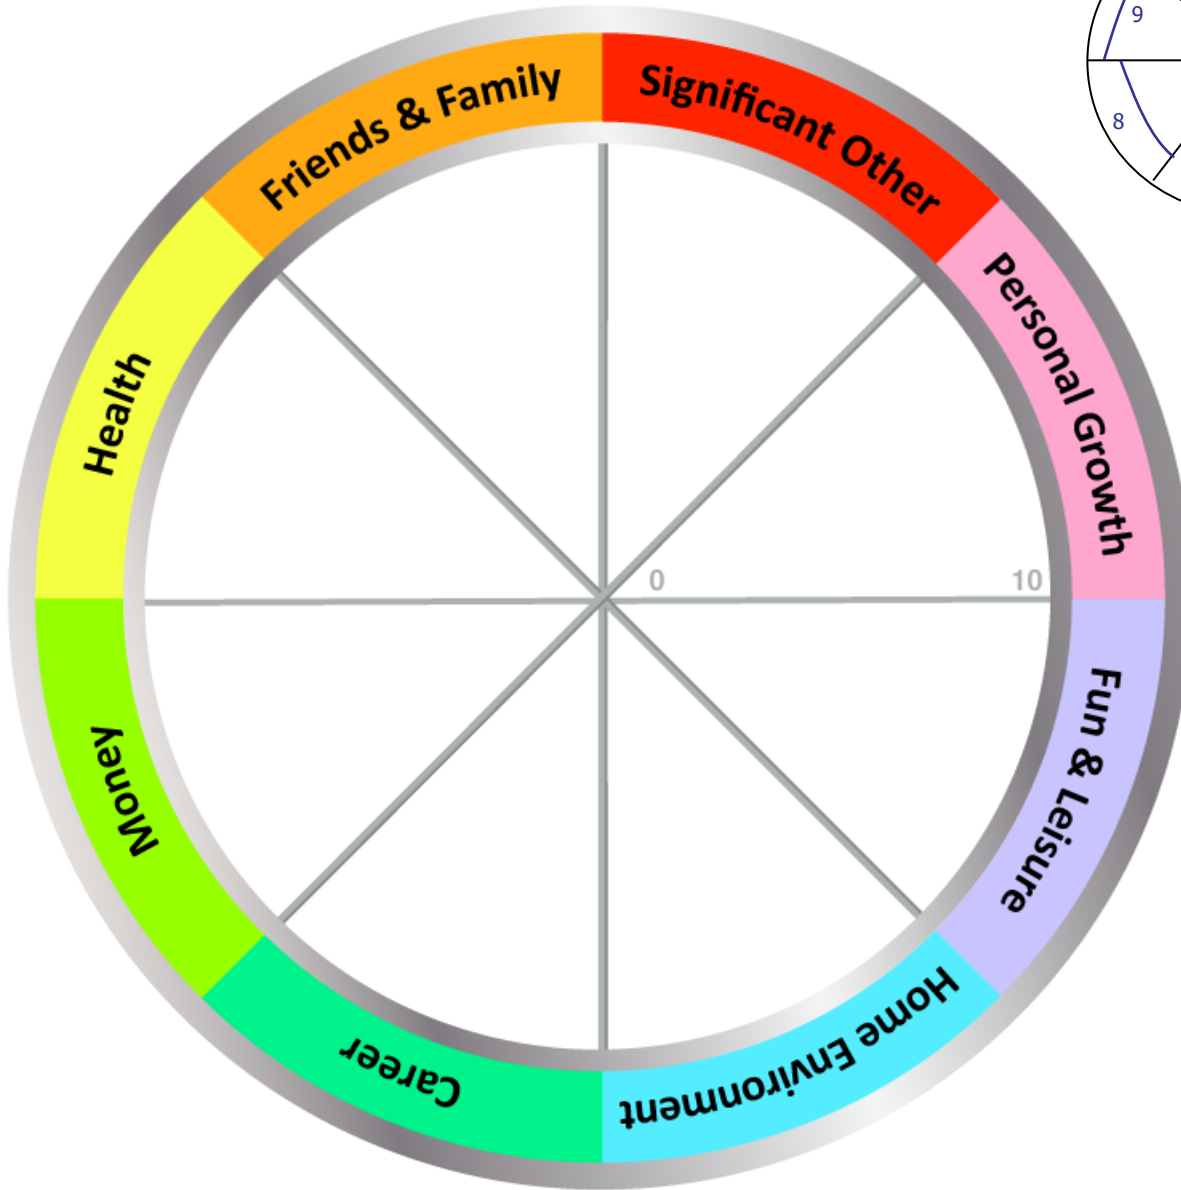 Friends & Family
Significant Other
Personal Growth
Fun & Leisure
Home Environment
Career
Money
Health
0
10
9
8